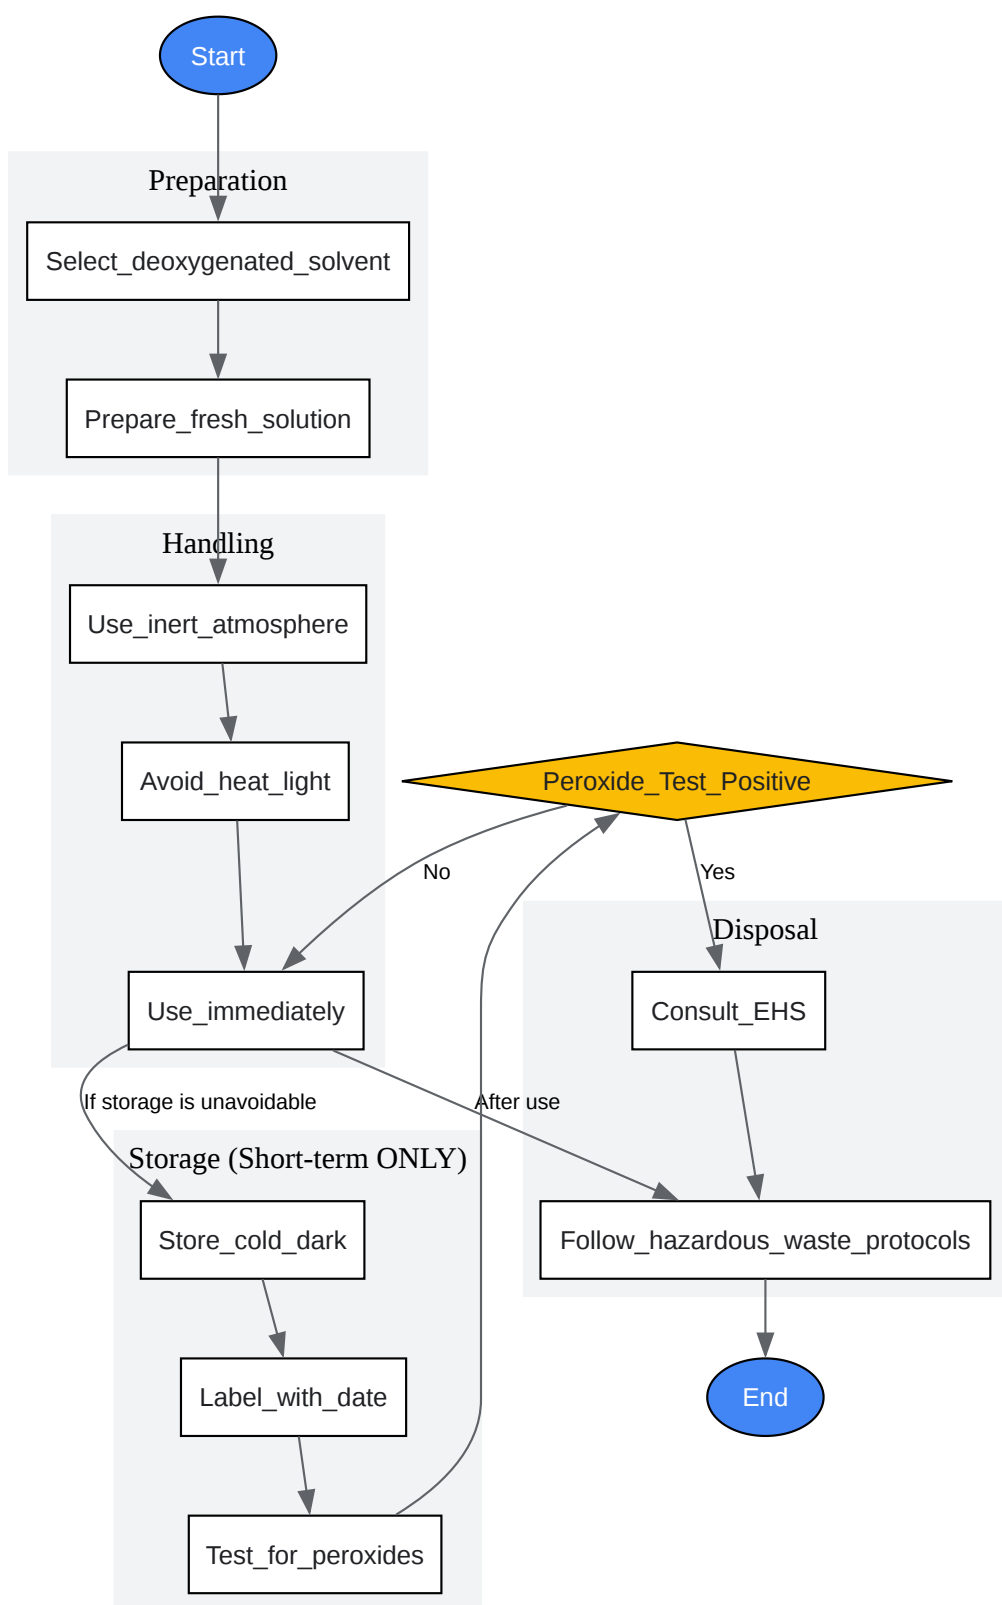 Start
Preparation
Select_deoxygenated_solvent
Prepare_fresh_solution
Handling
Use_inert_atmosphere
Avoid_heat_light
Peroxide_Test_Positive
No
Yes
Disposal
Use_immediately
Consult_EHS
If storage is unavoidable
After use
Storage (Short-term ONLY)
Store_cold_dark
Follow_hazardous_waste_protocols
Label_with_date
End
Test_for_peroxides